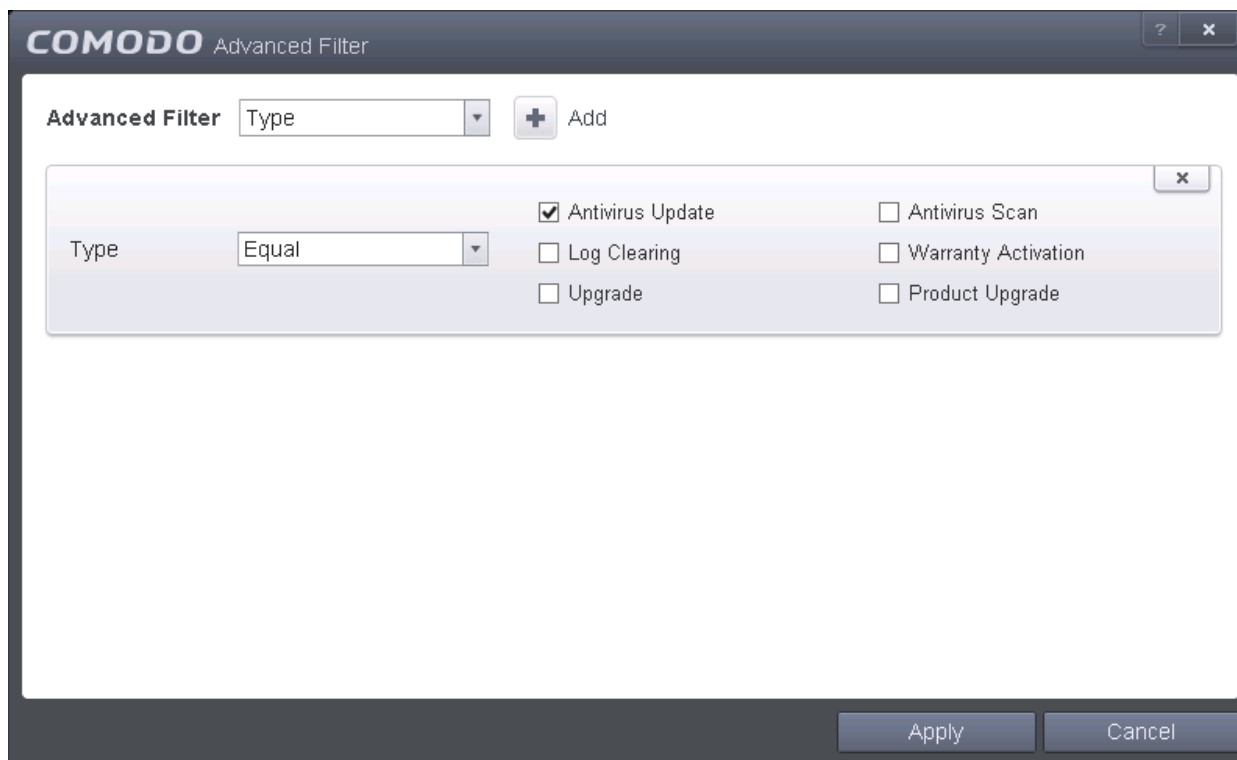 COMODO Advanced Filter ? ×
Advanced Filter Type + Add
×
Antivirus Update Antivirus Scan
Type Equal Log Clearing Warranty Activation
Upgrade Product Upgrade
Apply Cancel